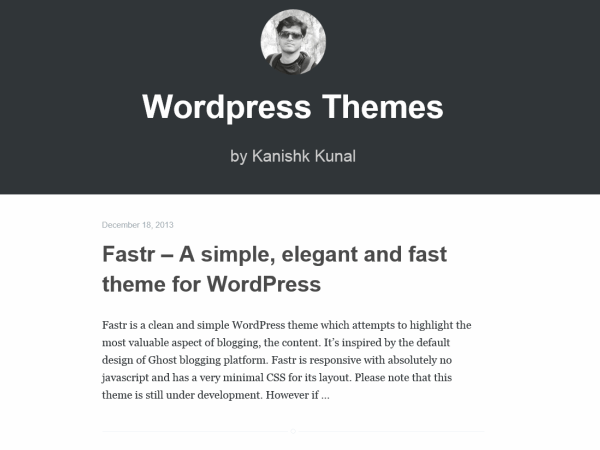 Wordpress Themes
by Kanishk Kunal
December 18, 2013
Fastr – A simple, elegant and fast
theme for WordPress
Fastr is a clean and simple WordPress theme which attempts to highlight the
most valuable aspect of blogging, the content. It’s inspired by the default
design of Ghost blogging platform. Fastr is responsive with absolutely no
javascript and has a very minimal CSS for its layout. Please note that this
theme is still under development. However if ...